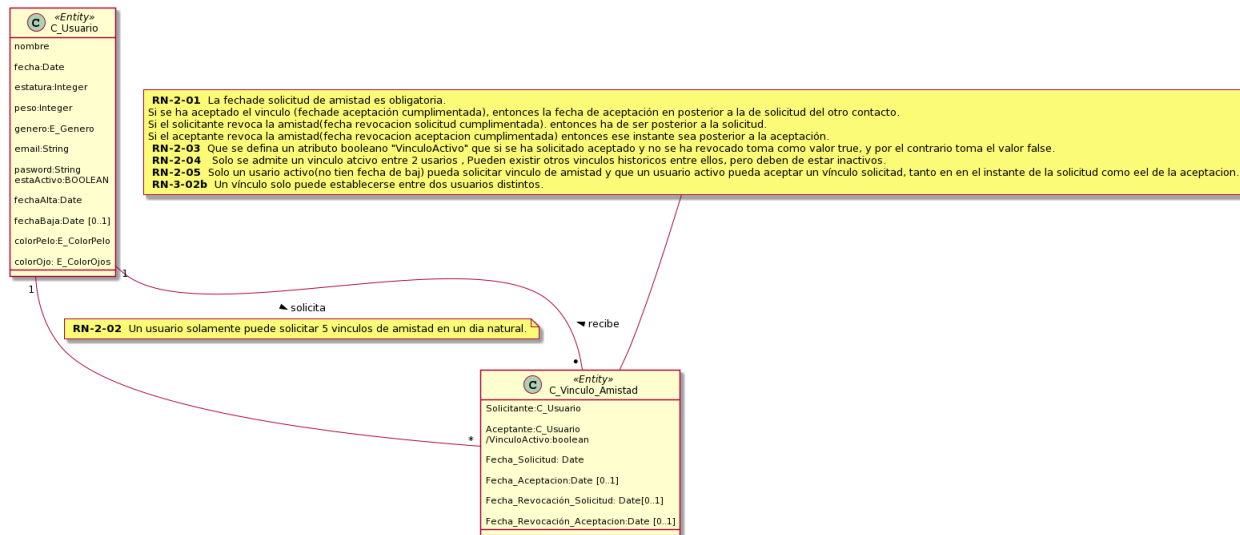 «Entity»
C C_Usuario
nombre
fecha:Date
estatura:Integer
peso:Integer
genero:E_Genero
email:String
pasword:String
estaActivo:BOOLEAN
fechaAlta:Date
fechaBaja:Date [0..1]
colorPelo:E_ColorPelo
colorOjo: E_ColorOjos
RN-2-01 La fechade solicitud de amistad es obligatoria.
Si se ha aceptado el vinculo (fechade aceptación cumplimentada), entonces la fecha de aceptación en posterior a la de solicitud del otro contacto.
Si el solicitante revoca la amistad(fecha revocacion solicitud cumplimentada). entonces ha de ser posterior a la solicitud.
Si el aceptante revoca la amistad(fecha revocacion aceptacion cumplimentada) entonces ese instante sea posterior a la aceptación.
RN-2-03 Que se defina un atributo booleano "VinculoActivo" que si se ha solicitado aceptado y no se ha revocado toma como valor true, y por el contrario toma el valor false.
RN-2-04 Solo se admite un vinculo atcivo entre 2 usarios , Pueden existir otros vinculos historicos entre ellos, pero deben de estar inactivos.
RN-2-05 Solo un usario activo(no tien fecha de baj) pueda solicitar vinculo de amistad y que un usuario activo pueda aceptar un vínculo solicitad, tanto en en el instante de la solicitud como eel de la aceptacion.
RN-3-02b Un vínculo solo puede establecerse entre dos usuarios distintos.
1
1
solicita
recibe
RN-2-02 Un usuario solamente puede solicitar 5 vinculos de amistad en un dia natural.
*
*
«Entity»
C C_Vinculo_Amistad
Solicitante:C_Usuario
Aceptante:C_Usuario
/VinculoActivo:boolean
Fecha_Solicitud: Date
Fecha_Aceptacion:Date [0..1]
Fecha_Revocación_Solicitud: Date[0..1]
Fecha_Revocación_Aceptacion:Date [0..1]